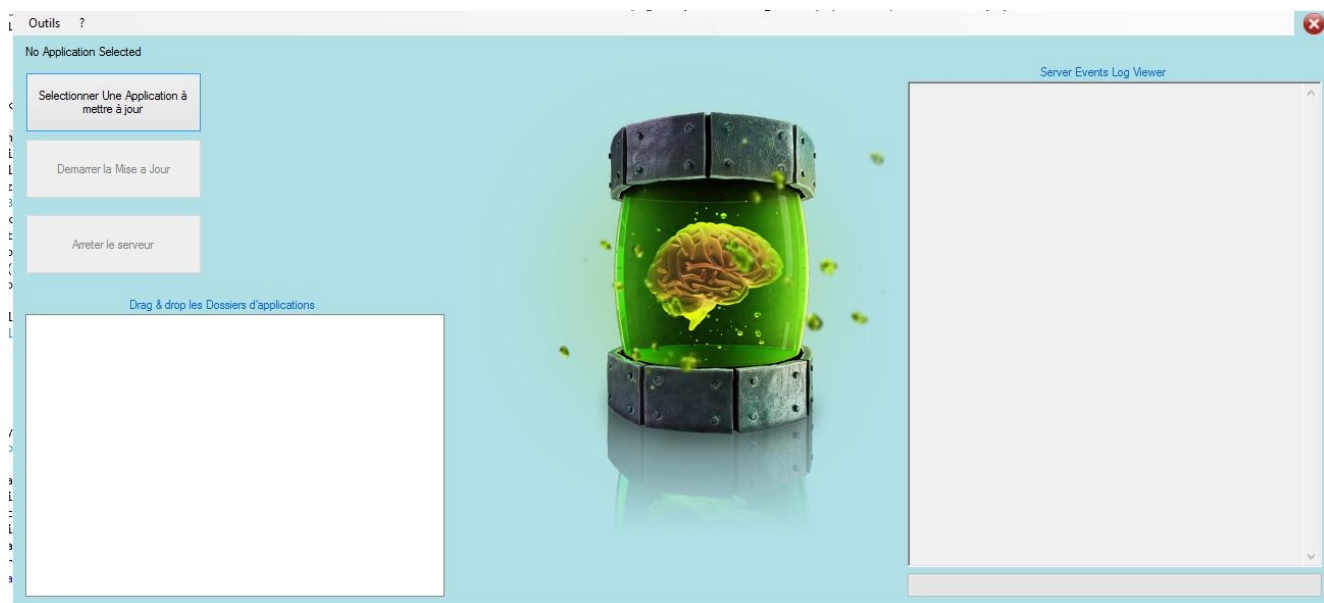 Outils ?
No Application Selected
Selectionner Une Application à
mettre à jour
Demarrer la Mise a Jour
Arreter le serveur
Drag & drop les Dossiers d'applications
Server Events Log Viewer